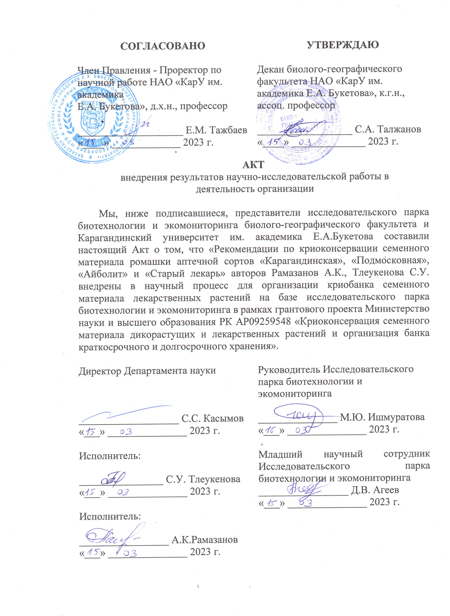 СОГЛАСОВАНО
Член Правления - Проректор по
научной работе НАО «КарУ им.
академика
Е.А. Букетова», д.х.н., профессор
Е.М. Тажбаев
«15» 03 2023 г.
УТВЕРЖДАЮ
Декан биолого-географического
факультета НАО «КарУ им.
академика Е.А. Букетова», к.г.н.,
ассоц. профессор
С.А. Талжанов
«15» 03 2023 г.
АКТ
внедрения результатов научно-исследовательской работы в
деятельность организации
Мы, ниже подписавшиеся, представители исследовательского парка
биотехнологии и экомониторинга биолого-географического факультета и
Карагандинский университет им. академика Е.А.Букетова составили
настоящий Акт о том, что «Рекомендации по криоконсервации семенного
материала ромашки аптечной сортов «Карагандинская», «Подмосковная»,
«Айболит» и «Старый лекарь» авторов Рамазанов А.К., Тлеукенова С.У.
внедрены в научный процесс для организации криобанка семенного
материала лекарственных растений на базе исследовательского парка
биотехнологии и экомониторинга в рамках грантового проекта Министерство
науки и высшего образования РК АР09259548 «Криоконсервация семенного
материала дикорастущих и лекарственных растений и организация банка
краткосрочного и долгосрочного хранения».
Директор Департамента науки
С.С. Касымов
«15» 03 2023 г.
Руководитель Исследовательского
парка биотехнологии и
экомониторинга
М.Ю. Ишмуратова
«15» 03 2023 г.
Исполнитель:
С.У. Тлеукенова
«15» 03 2023 г.
Младший научный сотрудник
Исследовательского парка
биотехнологии и экомониторинга
Д.В. Агеев
«15» 03 2023 г.
Исполнитель:
А.К.Рамазанов
«15» 03 2023 г.